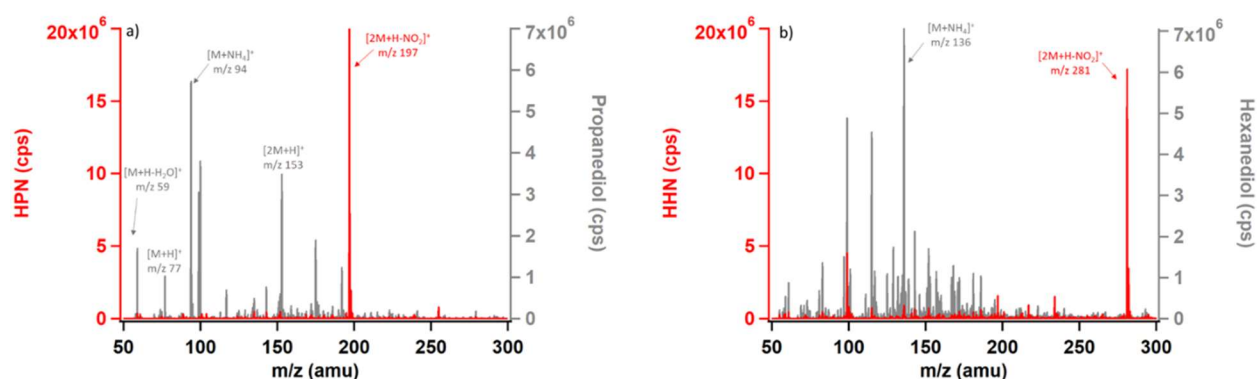 a)
20x10⁶
15
10
5
0
HPN (cps)
[M+NH₄]⁺
m/z 94
[2M+H-NO₂]⁺
m/z 197
[M+H-H₂O]⁺
m/z 59
[M+H]⁺
m/z 77
[2M+H]⁺
m/z 153
7x10⁶
6
5
4
3
2
1
0
Propanediol (cps)
50 100 150 200 250 300
m/z (amu)
b)
20x10⁶
15
10
5
0
HHN (cps)
[M+NH₄]⁺
m/z 136
[2M+H-NO₂]⁺
m/z 281
7x10⁶
6
5
4
3
2
1
0
Hexanediol (cps)
50 100 150 200 250 300
m/z (amu)